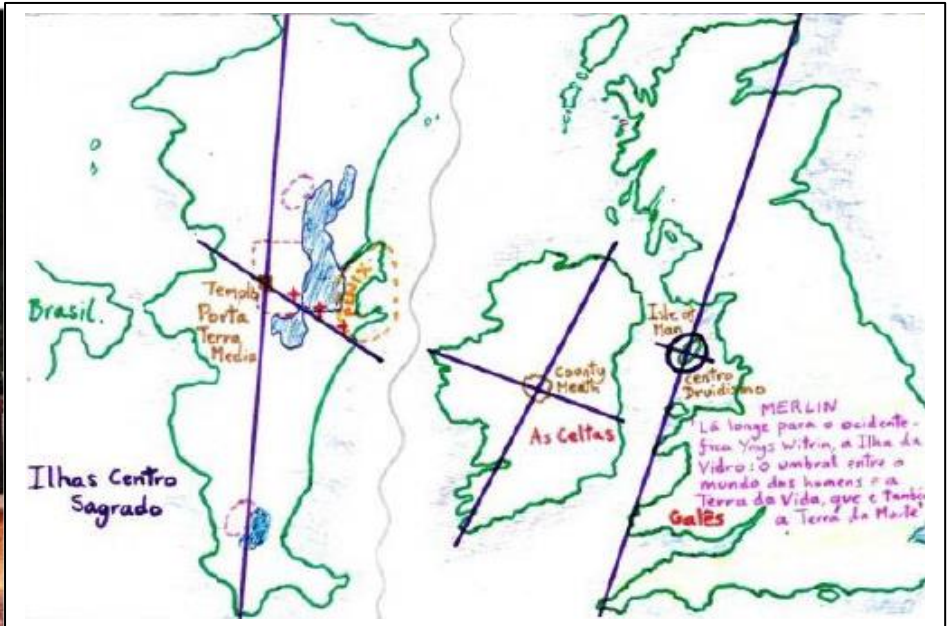 Brasil.
Templo
Porta
Terra
Media
PUNIX
Ilhas Centro
Sagrado
County
Meath
As Celtas
Isle of
Man
Centro
Druidismo
MERLIN
"Lá longe para o ocidente
fica Ynys Witrin, a Ilha da
Vidro: o umbral entre o
mundo dos homens e a
Terra da Vida, que e também
a Terra da Morte"
Galês